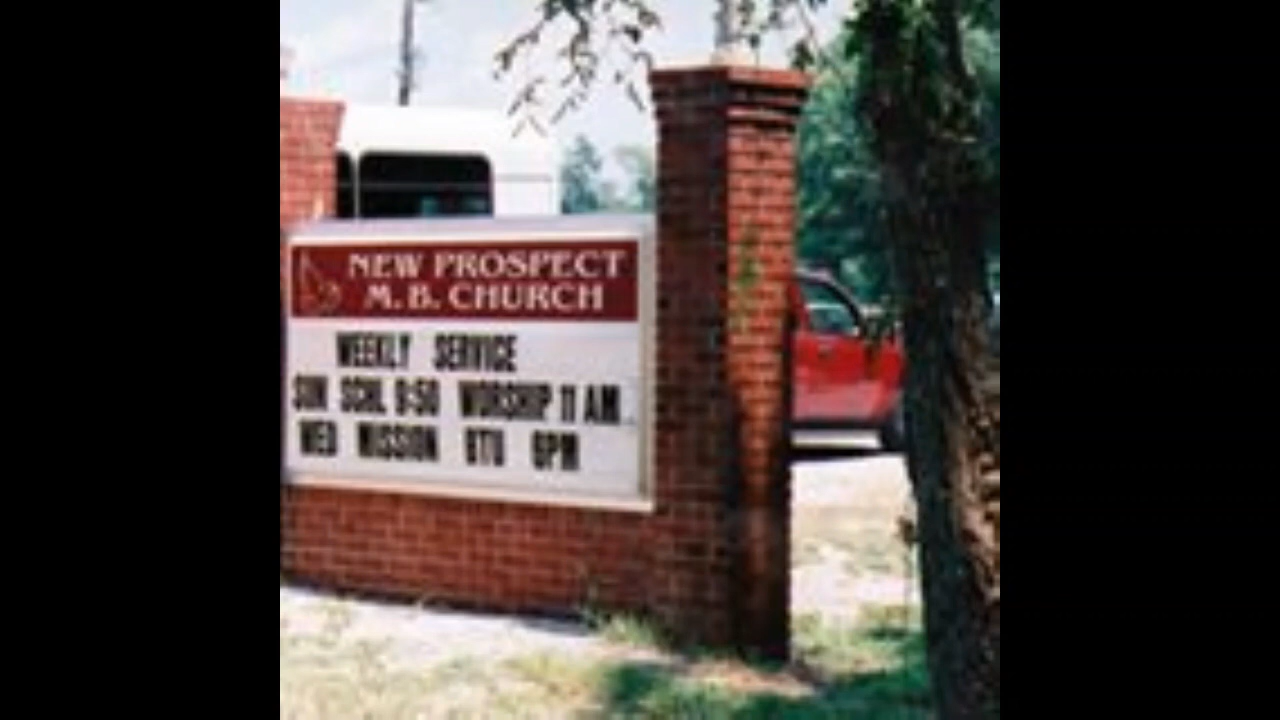 NEW PROSPECT
M. B. CHURCH
WEEKLY SERVICE
SUN SCHL 9:50 WORSHIP 11 AM
WED MISSION BTU 6PM